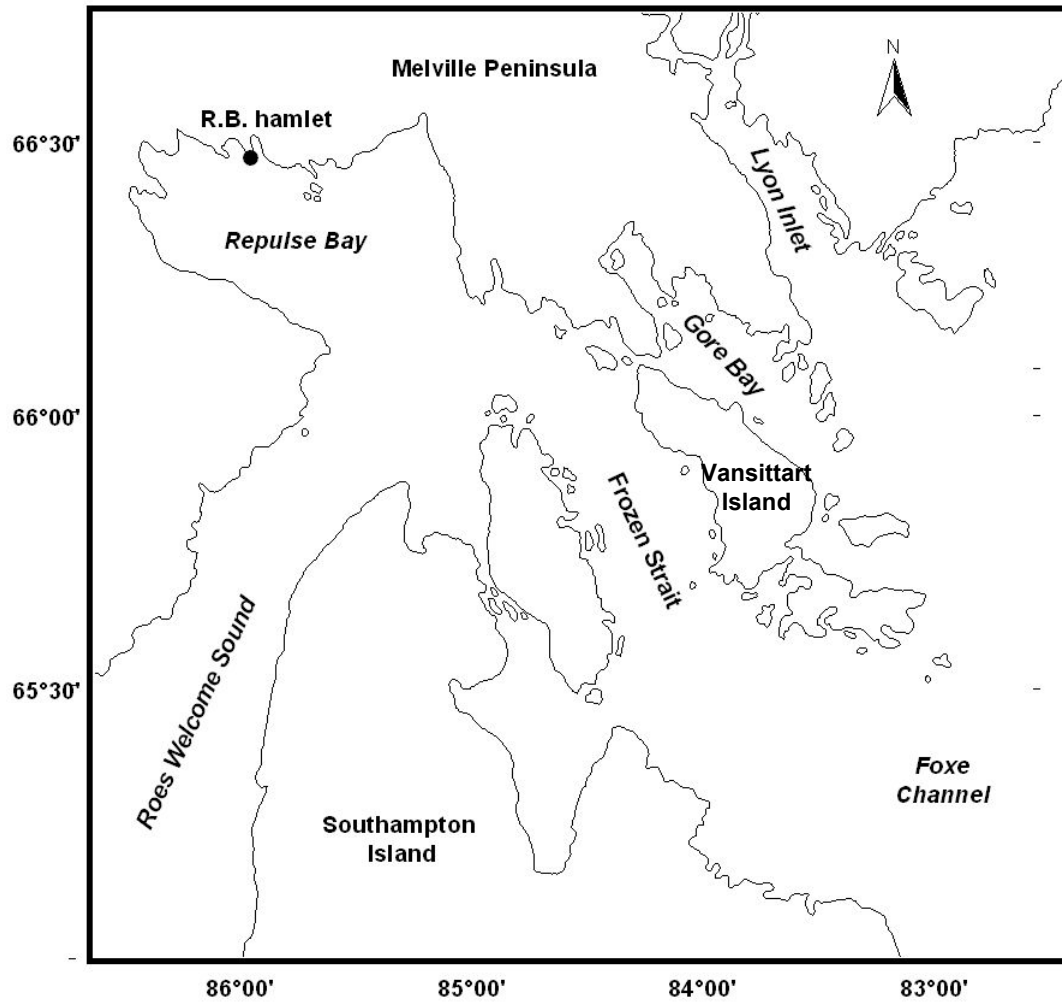 N
Melville Peninsula
R.B. hamlet
66°30'
Lyon Inlet
Repulse Bay
Gore Bay
66°00'
Vansittart
Island
Frozen Strait
Roes Welcome Sound
65°30'
Foxe
Channel
Southampton
Island
86°00'
85°00'
84°00'
83°00'